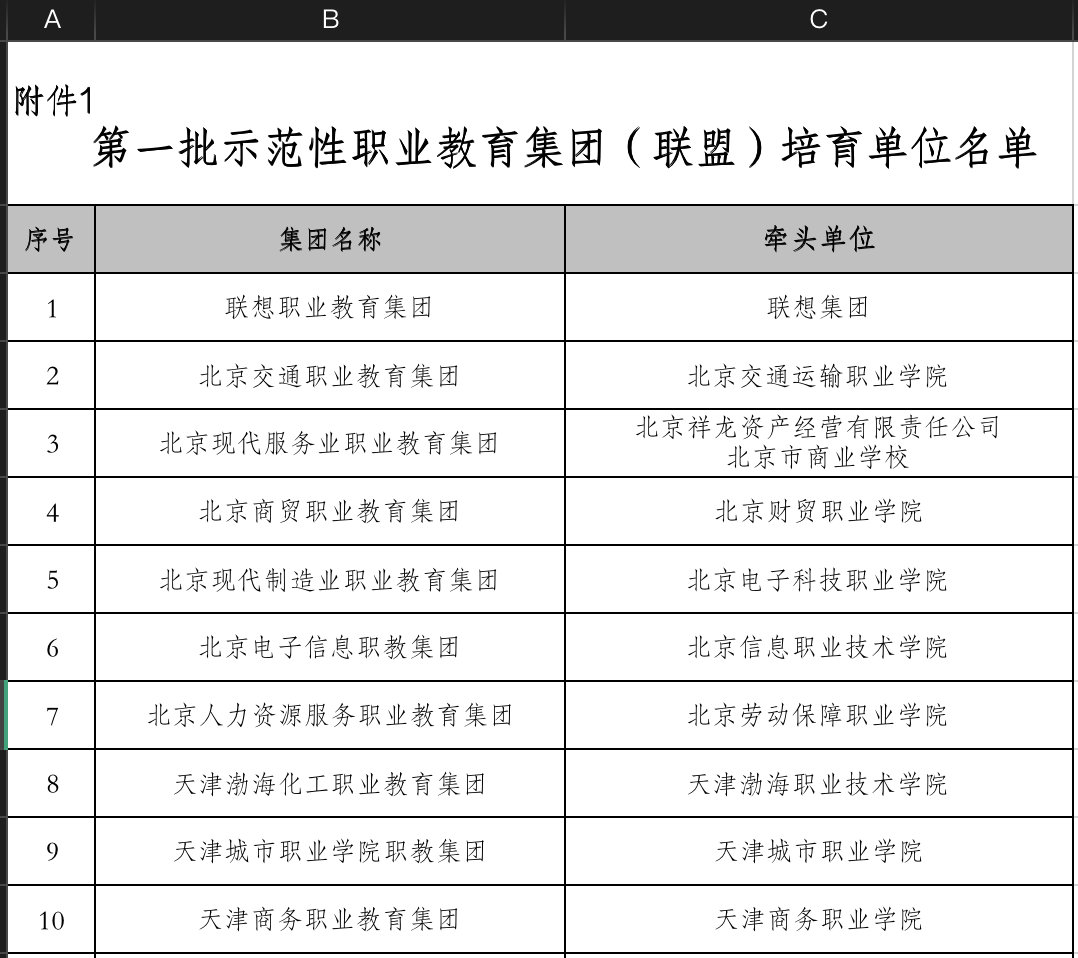 A B C
附件1
第一批示范性职业教育集团（联盟）培育单位名单
序号 集团名称 牵头单位
1 联想职业教育集团 联想集团
2 北京交通职业教育集团 北京交通运输职业学院
3 北京现代服务业职业教育集团 北京祥龙资产经营有限责任公司
北京市商业学校
4 北京商贸职业教育集团 北京财贸职业学院
5 北京现代制造业职业教育集团 北京电子科技职业学院
6 北京电子信息职教集团 北京信息职业技术学院
7 北京人力资源服务职业教育集团 北京劳动保障职业学院
8 天津渤海化工职业教育集团 天津渤海职业技术学院
9 天津城市职业学院职教集团 天津城市职业学院
10 天津商务职业教育集团 天津商务职业学院